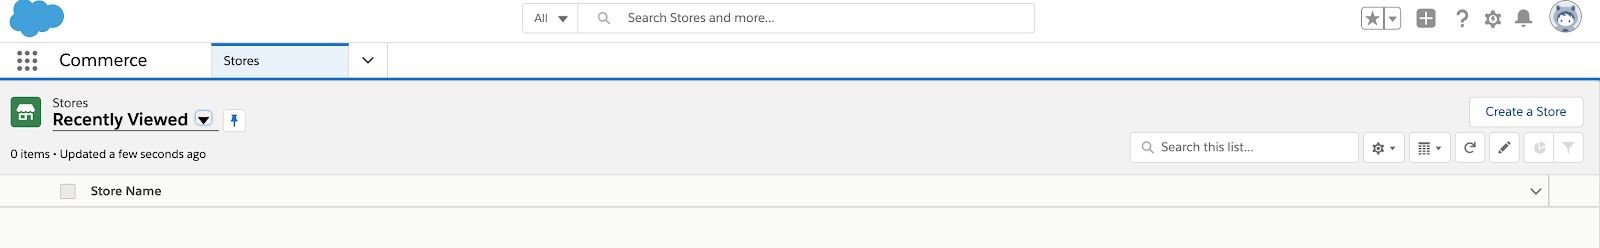 All
Search Stores and more...
Commerce
Stores
Stores
Recently Viewed
Create a Store
0 items • Updated a few seconds ago
Search this list...
Store Name